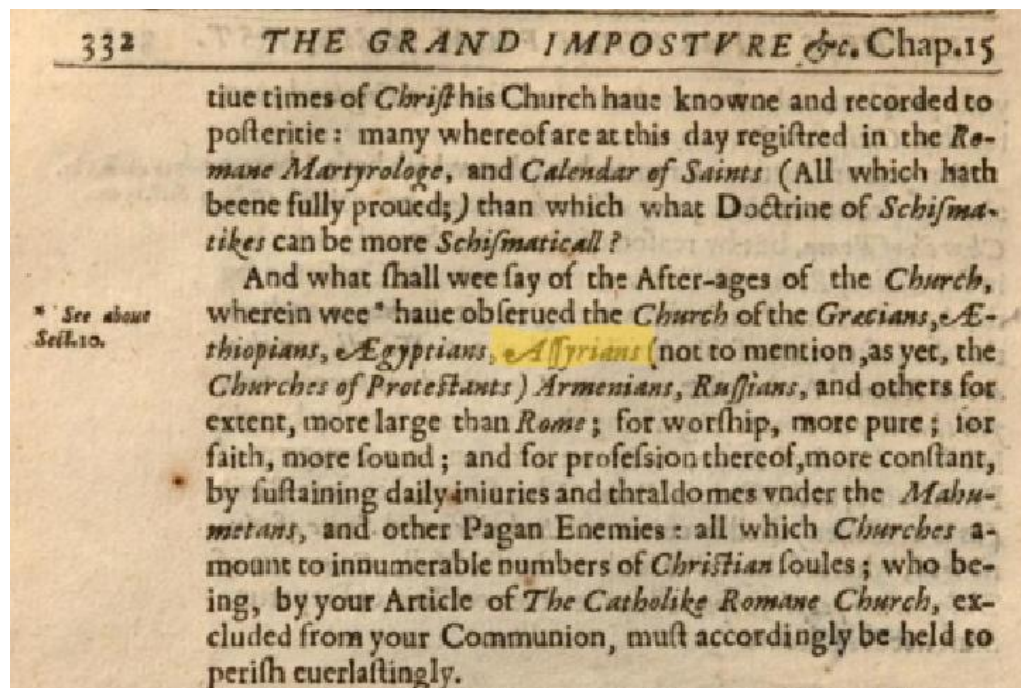 332 THE GRAND IMPOSTVRE &c. Chap.15
tiue times of Chriſt his Church haue knowne and recorded to
poſteritie : many whereof are at this day regiſtred in the Ro-
mane Martyrologe, and Calendar of Saints (All which hath
beene fully proued;) than which what Doctrine of Schiſma-
tikes can be more Schiſmaticall ?
And what ſhall wee ſay of the After-ages of the Church,
* See aboue
Sect.10.
wherein wee * haue obſerued the Church of the Grecians, Æ-
thiopians, Ægyptians, Aſſyrians (not to mention, as yet, the
Churches of Proteſtants) Armenians, Ruſſians, and others for
extent, more large than Rome ; for worſhip, more pure ; for
faith, more ſound ; and for profeſsion thereof, more conſtant,
by ſuſtaining daily iniuries and thraldomes vnder the Mahu-
metans, and other Pagan Enemies : all which Churches a-
mount to innumerable numbers of Chriſtian ſoules ; who be-
ing, by your Article of The Catholike Romane Church, ex-
cluded from your Communion, muſt accordingly be held to
periſh euerlaſtingly.